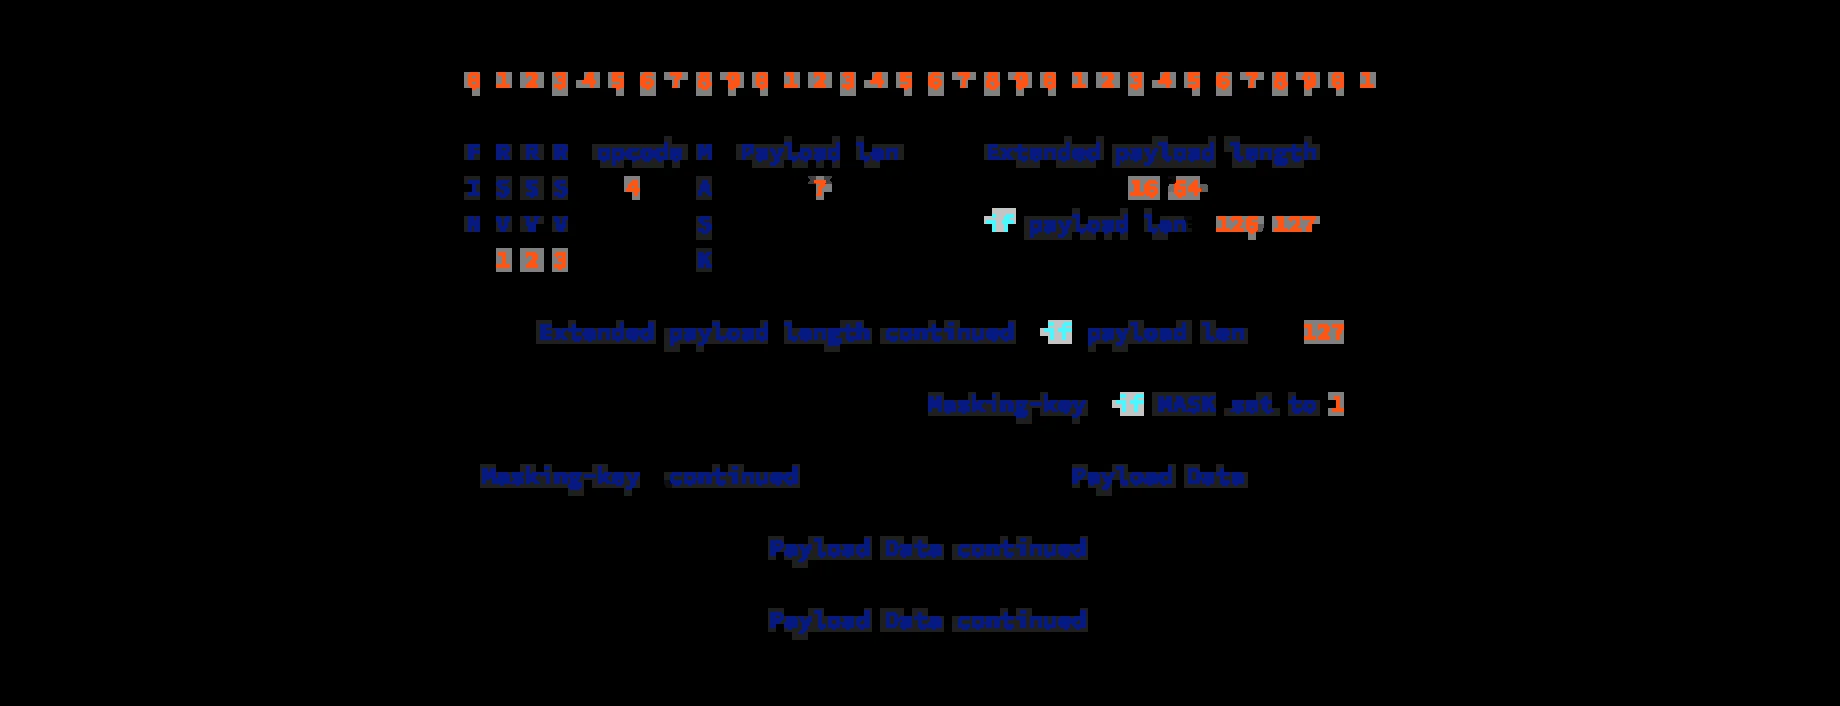 0 1 2 3 4 5 6 7 8 9 0 1 2 3 4 5 6 7 8 9 0 1 2 3 4 5 6 7 8 9 0 1
F R R R opcode M Payload len Extended payload length
I S S S 4 A 7 16 64
N V V V S if payload len 126 127
1 2 3 K
Extended payload length continued if payload len 127
Masking-key if MASK set to 1
Masking-key continued Payload Data
Payload Data continued
Payload Data continued